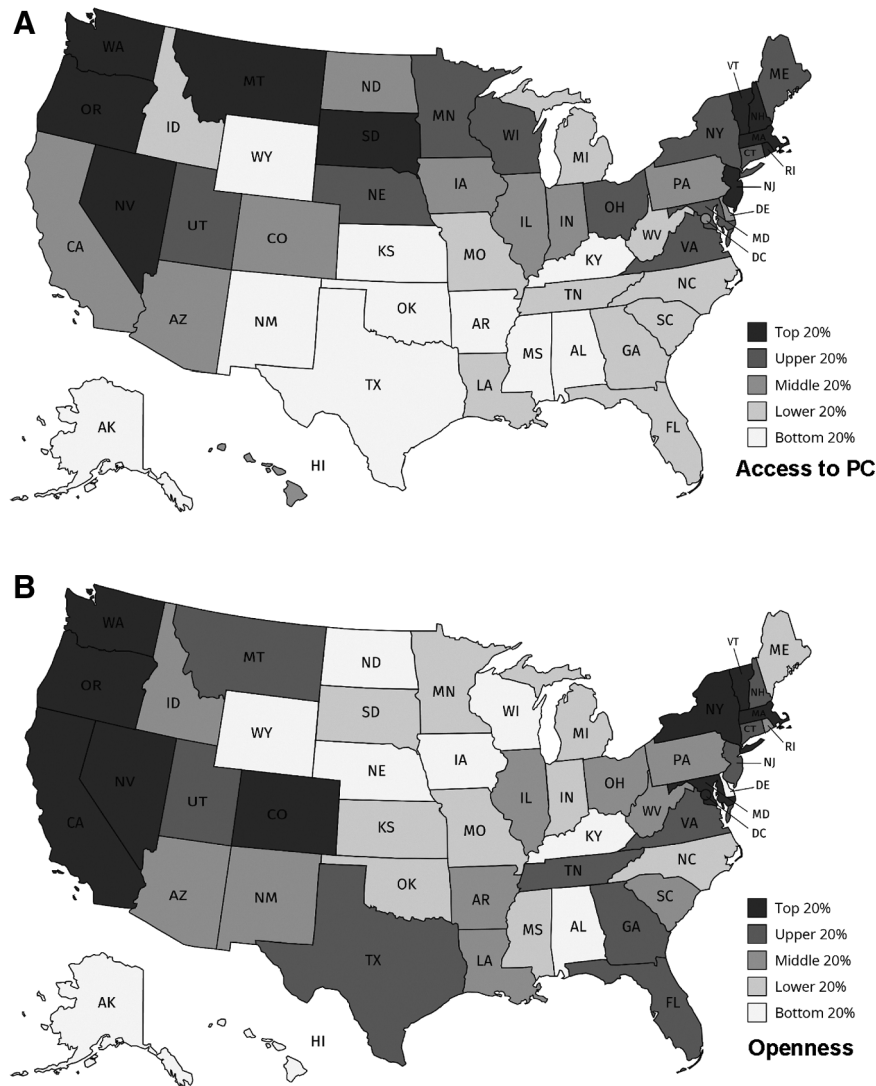 A
WA
MT
ND
MN
VT
ME
OR
ID
SD
WI
NY
NH
MA
WY
MI
CT
RI
NV
UT
NE
IA
PA
NJ
CO
IL
IN
OH
DE
CA
KS
MO
WV
VA
MD
DC
KY
AZ
NM
OK
AR
TN
NC
SC
TX
LA
MS
AL
GA
FL
AK
HI
Top 20%
Upper 20%
Middle 20%
Lower 20%
Bottom 20%
Access to PC
B
WA
MT
ND
MN
VT
ME
OR
ID
SD
WI
NY
NH
MA
WY
MI
CT
RI
NV
UT
NE
IA
PA
NJ
CO
IL
IN
OH
DE
CA
KS
MO
WV
VA
MD
DC
KY
AZ
NM
OK
AR
TN
NC
SC
TX
LA
MS
AL
GA
FL
AK
HI
Top 20%
Upper 20%
Middle 20%
Lower 20%
Bottom 20%
Openness